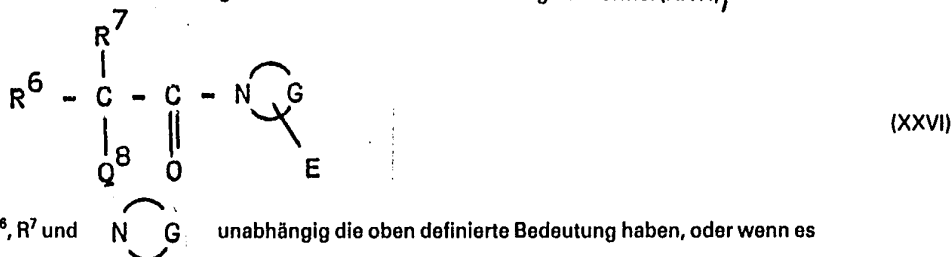 R⁷
R⁶ - C - C - N G
(XXVI)
Q⁸ O E
⁶, R⁷ und N G unabhängig die oben definierte Bedeutung haben, oder wenn es